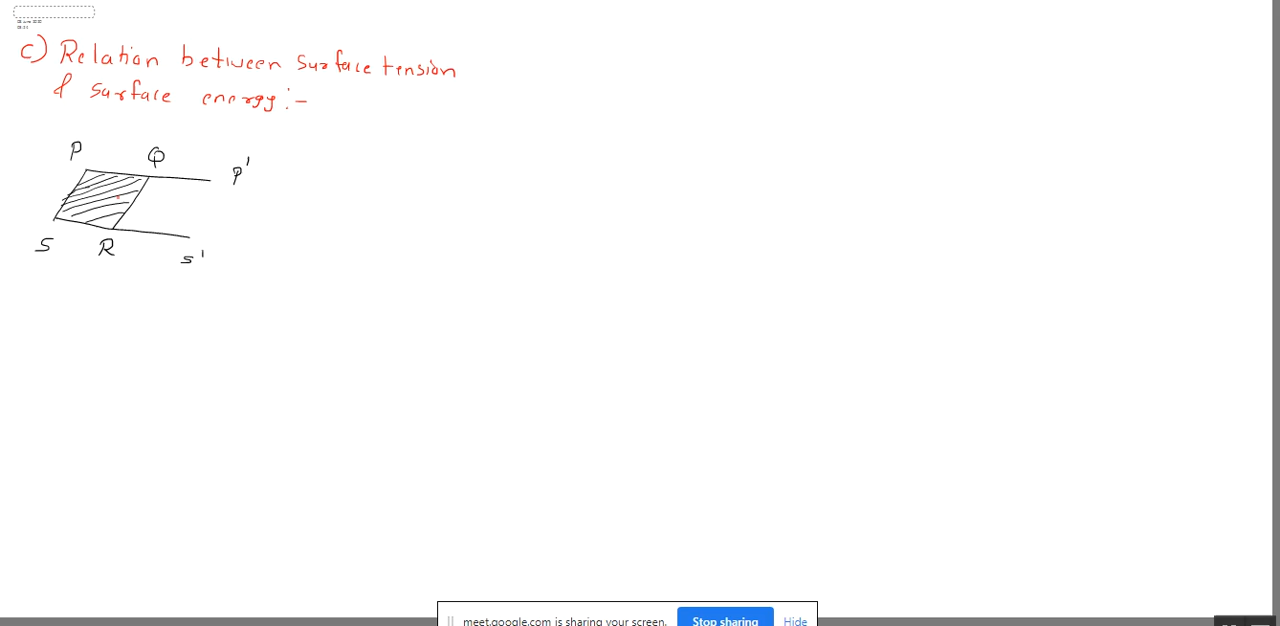 c) Relation between surface tension
& surface energy :-
P Q P'
S R S'
meet.google.com is sharing your screen. Stop sharing Hide